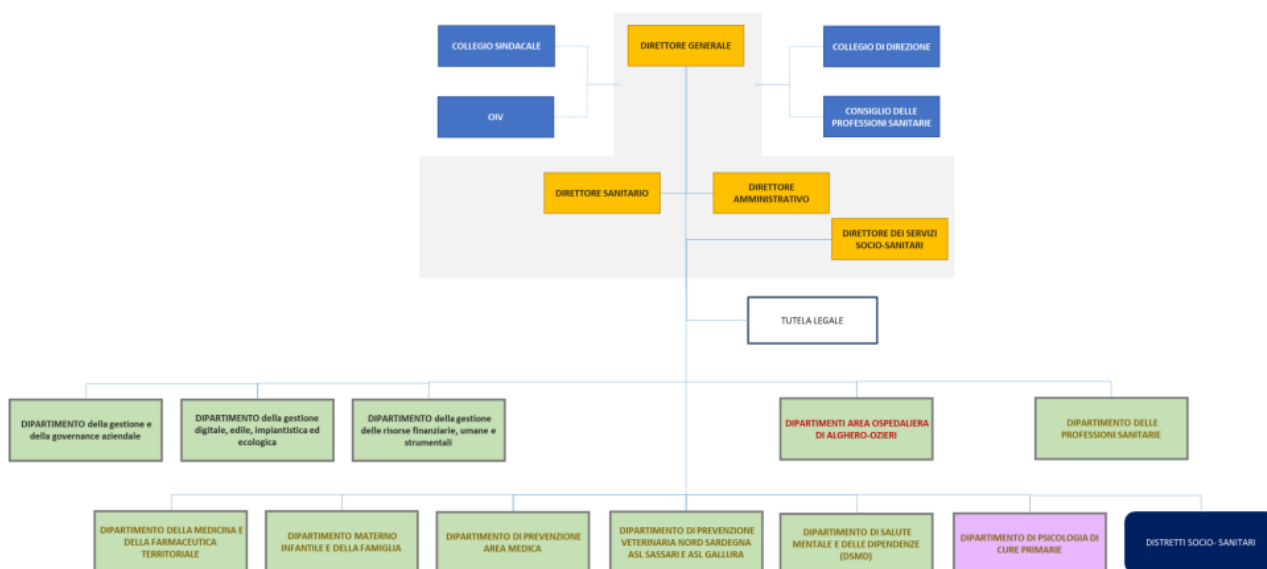 COLLEGIO SINDACALE
DIRETTORE GENERALE
COLLEGIO DI DIREZIONE
OIV
CONSIGLIO DELLE
PROFESSIONI SANITARIE
DIRETTORE SANITARIO
DIRETTORE
AMMINISTRATIVO
DIRETTORE DEI SERVIZI
SOCIO-SANITARI
TUTELA LEGALE
DIPARTIMENTO della gestione e
della governance aziendale
DIPARTIMENTO della gestione
digitale, edile, impiantistica ed
ecologica
DIPARTIMENTO della gestione
delle risorse finanziarie, umane e
strumentali
DIPARTIMENTI AREA OSPEDALIERA
DI ALGHERO-OZIERI
DIPARTIMENTO DELLE
PROFESSIONI SANITARIE
DIPARTIMENTO DELLA MEDICINA E
DELLA FARMACEUTICA
TERRITORIALE
DIPARTIMENTO MATERNO
INFANTILE E DELLA FAMIGLIA
DIPARTIMENTO DI PREVENZIONE
AREA MEDICA
DIPARTIMENTO DI PREVENZIONE
VETERINARIA NORD SARDEGNA
ASL SASSARI E ASL GALLURA
DIPARTIMENTO DI SALUTE
MENTALE E DELLE DIPENDENZE
(DSMD)
DIPARTIMENTO DI PSICOLOGIA DI
CURE PRIMARIE
DISTRETTI SOCIO- SANITARI